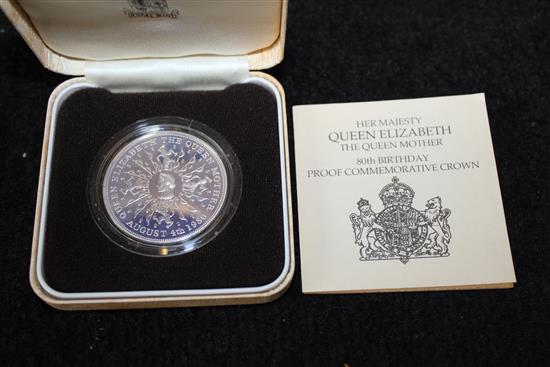 HER MAJESTY
QUEEN ELIZABETH
THE QUEEN MOTHER
80th BIRTHDAY
PROOF COMMEMORATIVE CROWN
QUEEN ELIZABETH THE QUEEN MOTHER
AUGUST 4th 1980